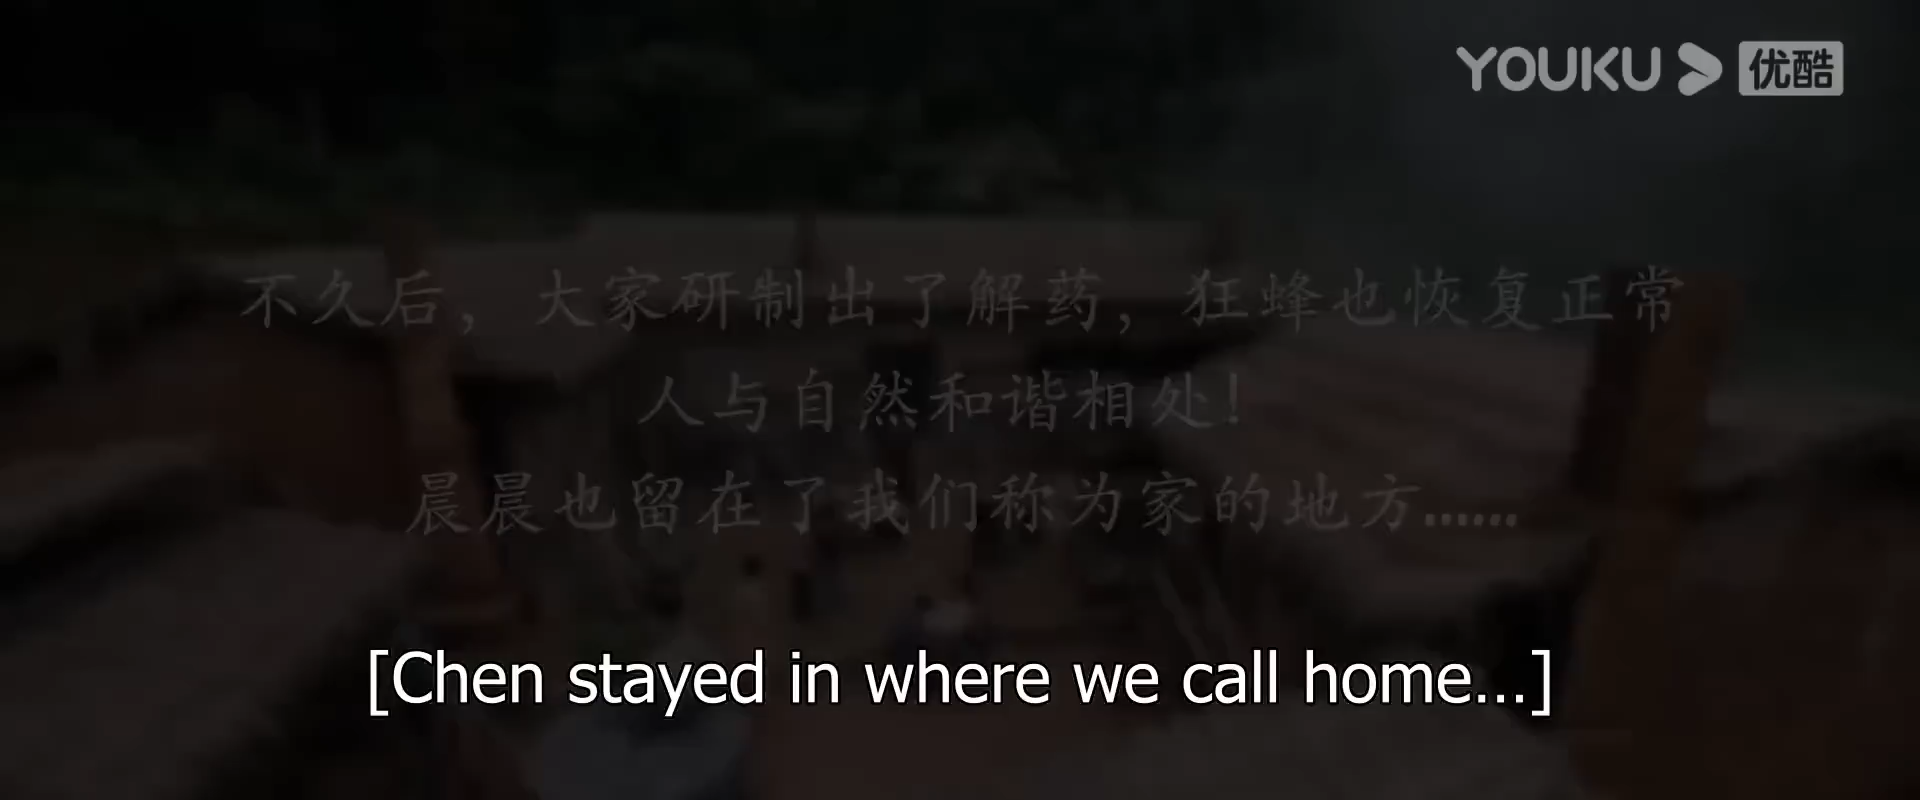 YOUKU 优酷
不久后，大家研制出了解药，狂蜂也恢复正常
人与自然和谐相处！
晨晨也留在了我们称为家的地方……
[Chen stayed in where we call home...]